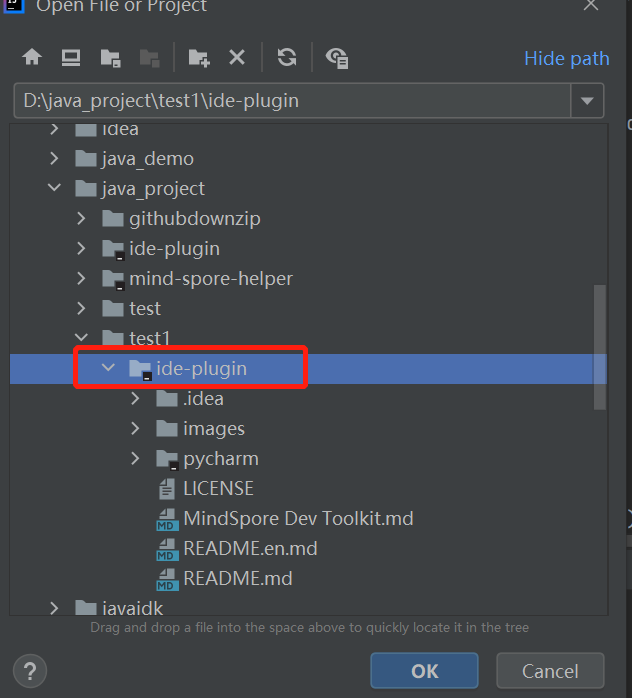 Open File or Project
Hide path
D:\java_project\test1\ide-plugin
idea
java_demo
java_project
githubdownzip
ide-plugin
mind-spore-helper
test
test1
ide-plugin
.idea
images
pycharm
LICENSE
MindSpore Dev Toolkit.md
README.en.md
README.md
javajdk
Drag and drop a file into the space above to quickly locate it in the tree
?
OK
Cancel